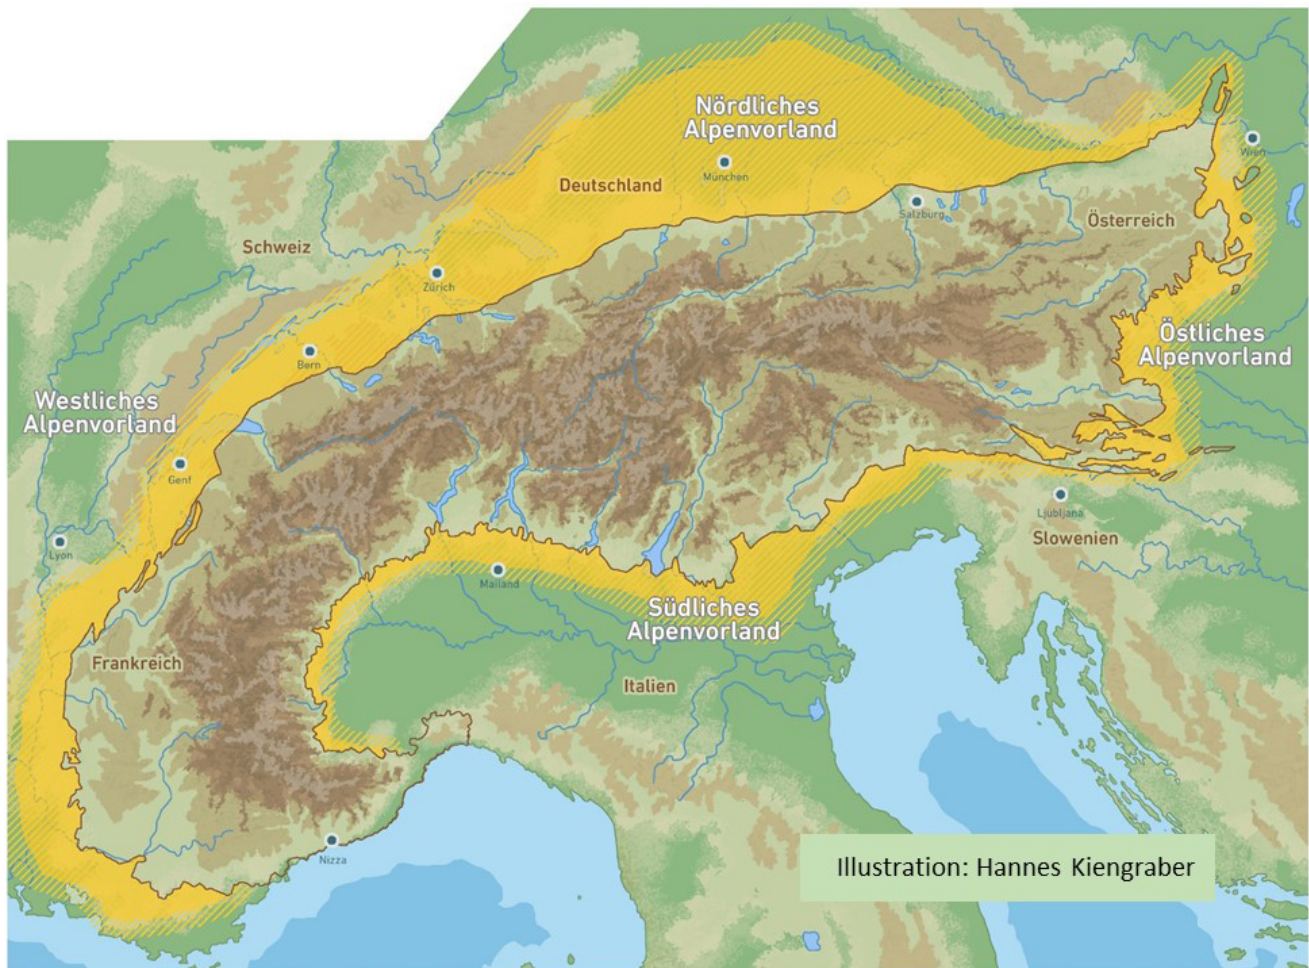 Nördliches
Alpenvorland
München
Deutschland
Wien
Salzburg
Österreich
Schweiz
Zürich
Östliches
Alpenvorland
Bern
Westliches
Alpenvorland
Genf
Ljubljana
Slowenien
Lyon
Mailand
Südliches
Alpenvorland
Frankreich
Italien
Nizza
Illustration: Hannes Kiengraber